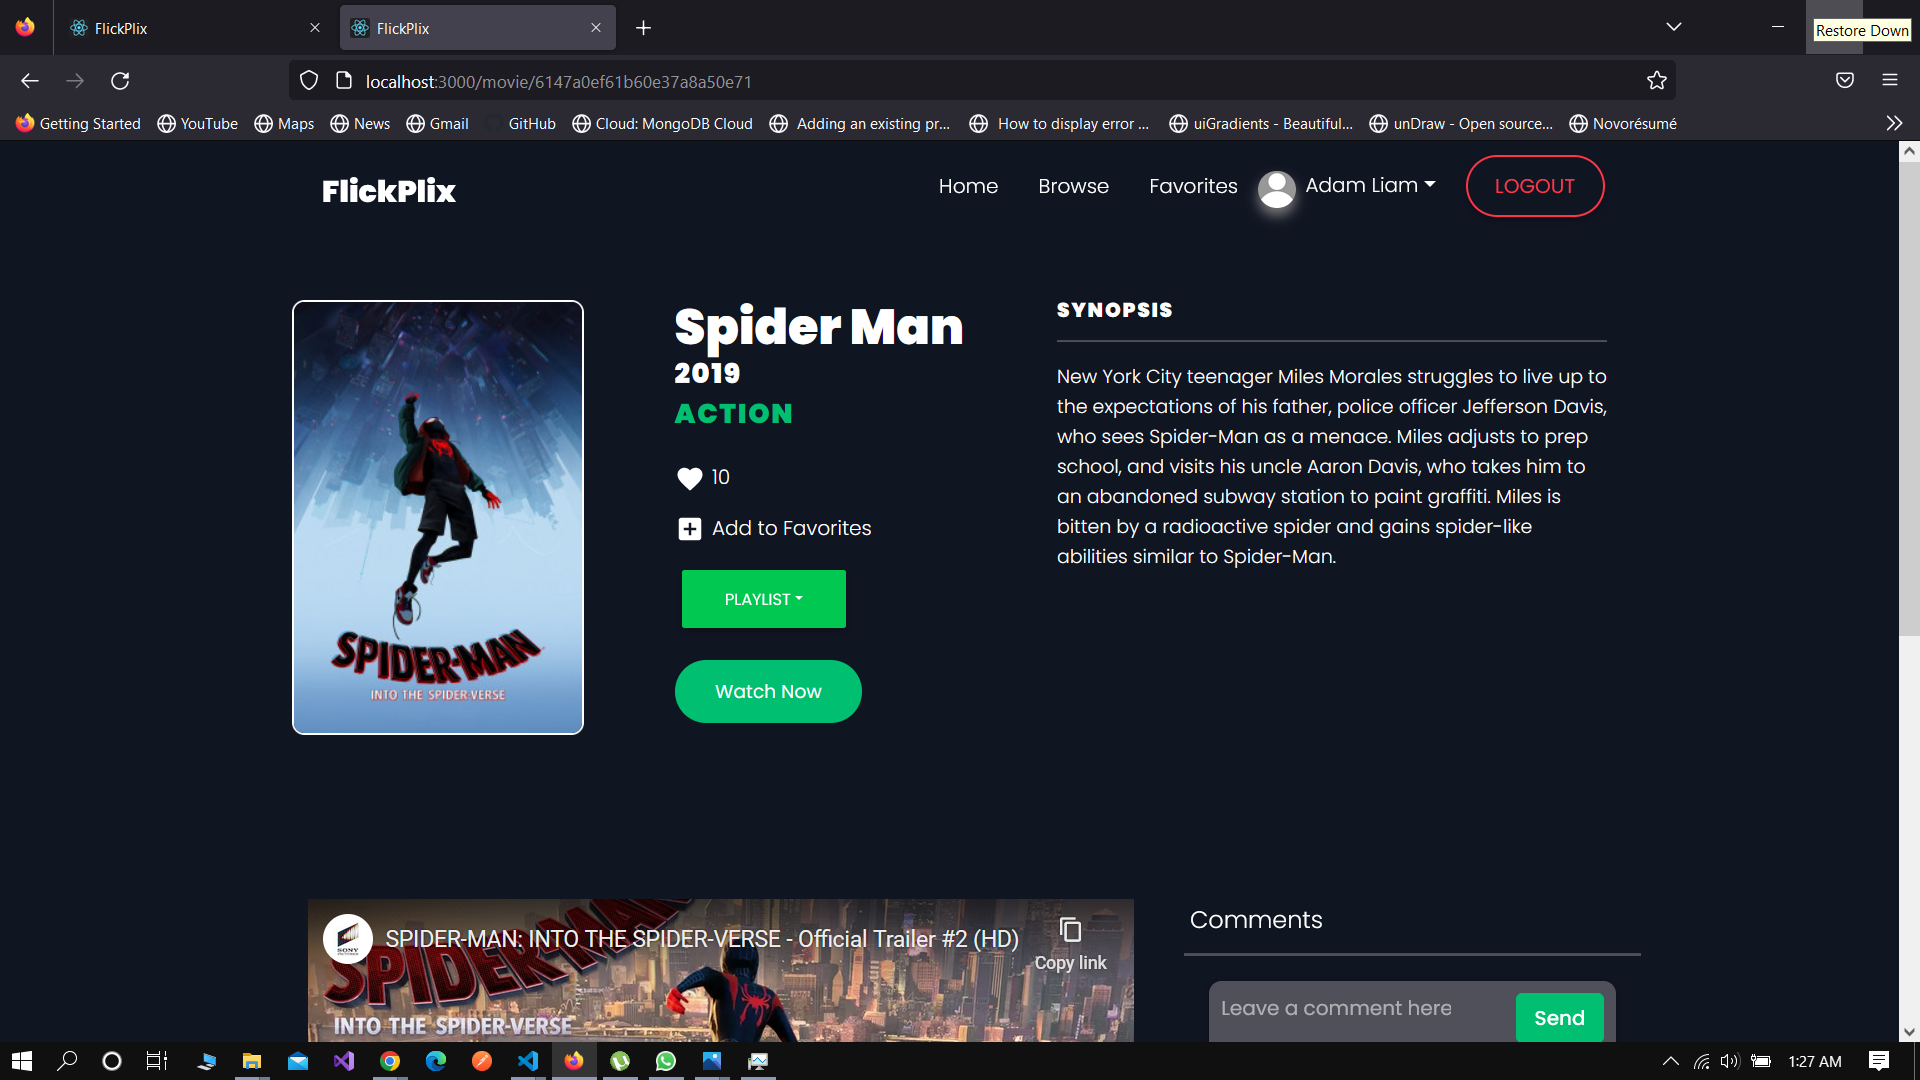 FlickPlix
FlickPlix
Restore Down
localhost:3000/movie/6147a0ef61b60e37a8a50e71
Getting Started
YouTube
Maps
News
Gmail
GitHub
Cloud: MongoDB Cloud
Adding an existing pr...
How to display error ...
uiGradients - Beautiful...
unDraw - Open source...
Novorésumé
FlickPlix
Home
Browse
Favorites
Adam Liam
LOGOUT
SPIDER-MAN
INTO THE SPIDER-VERSE
Spider Man
2019
ACTION
10
Add to Favorites
PLAYLIST
Watch Now
SYNOPSIS
New York City teenager Miles Morales struggles to live up to
the expectations of his father, police officer Jefferson Davis,
who sees Spider-Man as a menace. Miles adjusts to prep
school, and visits his uncle Aaron Davis, who takes him to
an abandoned subway station to paint graffiti. Miles is
bitten by a radioactive spider and gains spider-like
abilities similar to Spider-Man.
SONY
SPIDER-MAN: INTO THE SPIDER-VERSE - Official Trailer #2 (HD)
Copy link
SPIDER-MAN
INTO THE SPIDER-VERSE
Comments
Leave a comment here
Send
1:27 AM